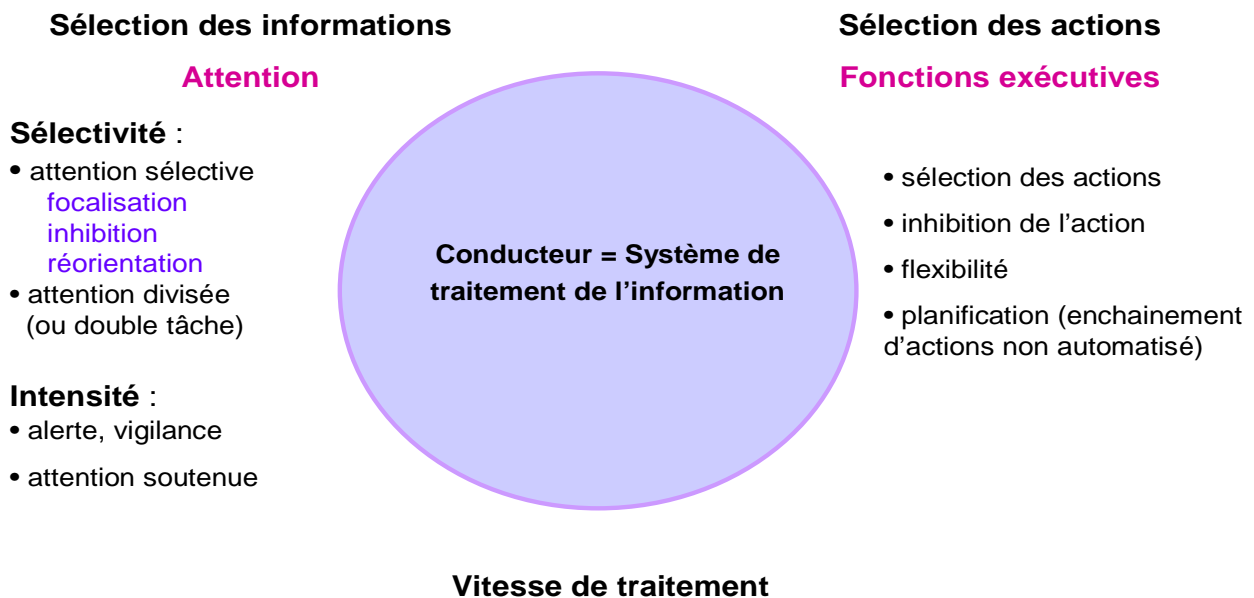 Sélection des informations
Attention
Sélectivité :
• attention sélective
focalisation
inhibition
réorientation
• attention divisée
(ou double tâche)
Intensité :
• alerte, vigilance
• attention soutenue
Conducteur = Système de
traitement de l'information
Sélection des actions
Fonctions exécutives
• sélection des actions
• inhibition de l'action
• flexibilité
• planification (enchainement
d'actions non automatisé)
Vitesse de traitement